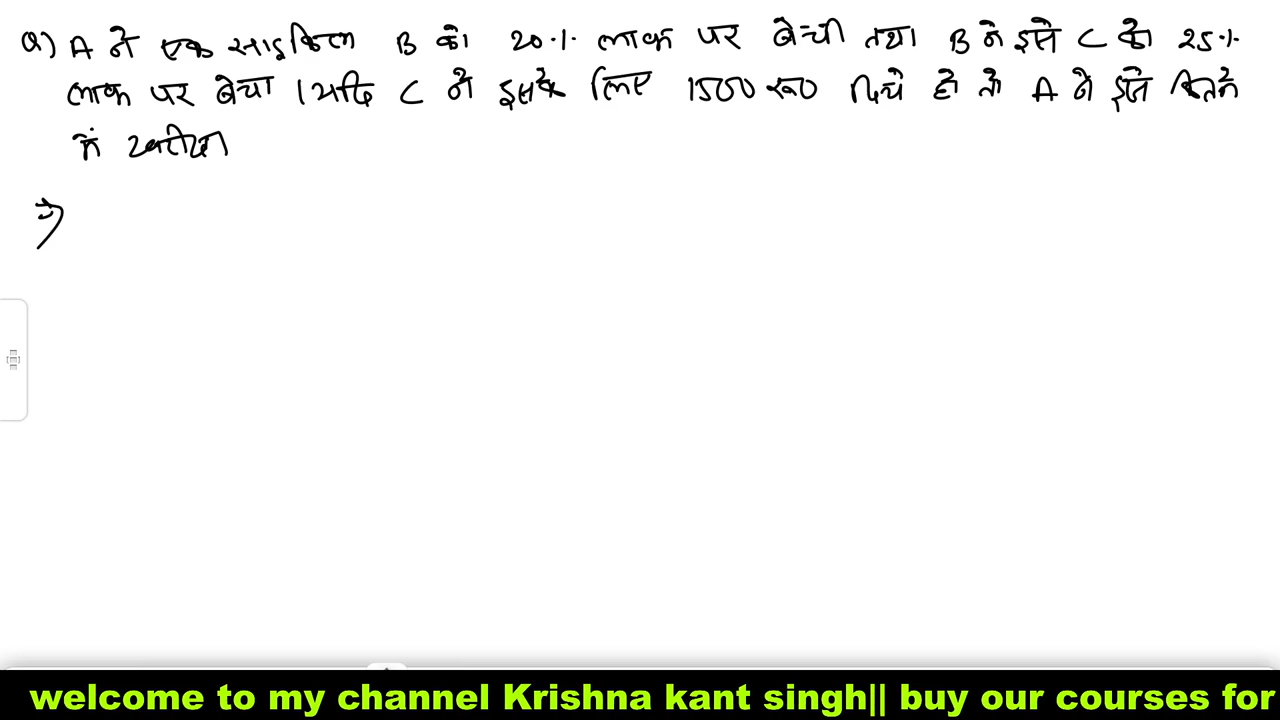 Q) A ने एक साइकिल B को 20% लाभ पर बेची तथा B ने इसे C को 25%
लाभ पर बेचा । यदि C ने इसके लिए 1500 रू0 दिये हो तो A ने इसे कितने
में खरीदा
⇒
welcome to my channel Krishna kant singh|| buy our courses for